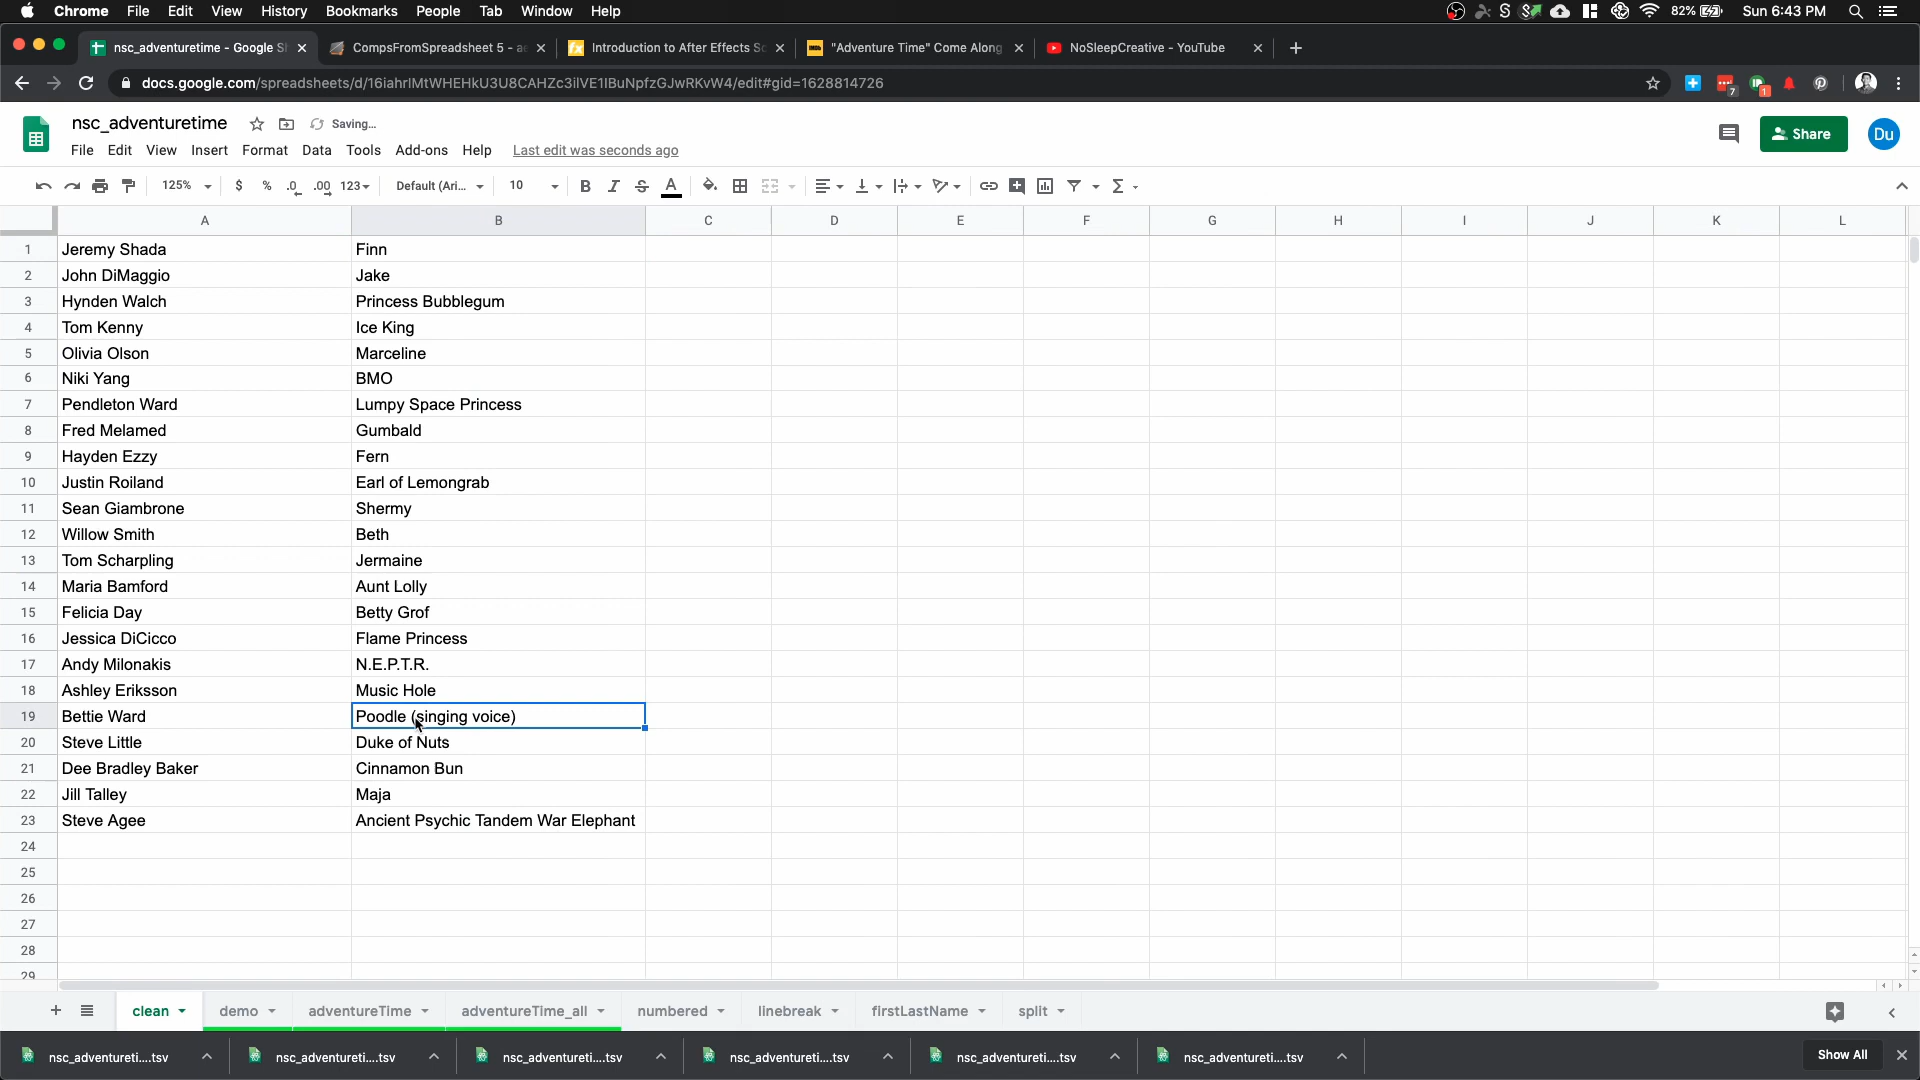 Chrome File Edit View History Bookmarks People Tab Window Help 82% Sun 6:43 PM
nsc_adventuretime - Google Sh CompsFromSpreadsheet 5 - ae Introduction to After Effects Sc "Adventure Time" Come Along NoSleepCreative - YouTube
docs.google.com/spreadsheets/d/16iahrIMtWHEHkU3U8CAHZc3ilVE1IBuNpfzGJwRKvW4/edit#gid=1628814726 7 1
nsc_adventuretime Saving... Share Du
File Edit View Insert Format Data Tools Add-ons Help Last edit was seconds ago
125% $ % .0 .00 123 Default (Ari... 10 B I S A Σ
A B C D E F G H I J K L
1 Jeremy Shada Finn
2 John DiMaggio Jake
3 Hynden Walch Princess Bubblegum
4 Tom Kenny Ice King
5 Olivia Olson Marceline
6 Niki Yang BMO
7 Pendleton Ward Lumpy Space Princess
8 Fred Melamed Gumbald
9 Hayden Ezzy Fern
10 Justin Roiland Earl of Lemongrab
11 Sean Giambrone Shermy
12 Willow Smith Beth
13 Tom Scharpling Jermaine
14 Maria Bamford Aunt Lolly
15 Felicia Day Betty Grof
16 Jessica DiCicco Flame Princess
17 Andy Milonakis N.E.P.T.R.
18 Ashley Eriksson Music Hole
19 Bettie Ward Poodle (singing voice)
20 Steve Little Duke of Nuts
21 Dee Bradley Baker Cinnamon Bun
22 Jill Talley Maja
23 Steve Agee Ancient Psychic Tandem War Elephant
24
25
26
27
28
29
clean demo adventureTime adventureTime_all numbered linebreak firstLastName split
nsc_adventureti....tsv nsc_adventureti....tsv nsc_adventureti....tsv nsc_adventureti....tsv nsc_adventureti....tsv nsc_adventureti....tsv Show All